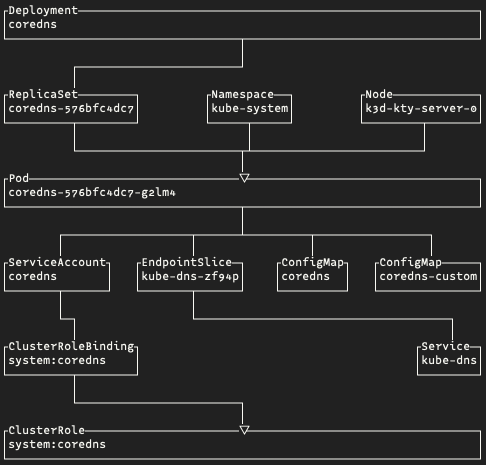 Deployment
coredns
ReplicaSet
coredns-576bfc4dc7
Namespace
kube-system
Node
k3d-kty-server-0
Pod
coredns-576bfc4dc7-g2lm4
ServiceAccount
coredns
EndpointSlice
kube-dns-zf94p
ConfigMap
coredns
ConfigMap
coredns-custom
ClusterRoleBinding
system:coredns
Service
kube-dns
ClusterRole
system:coredns